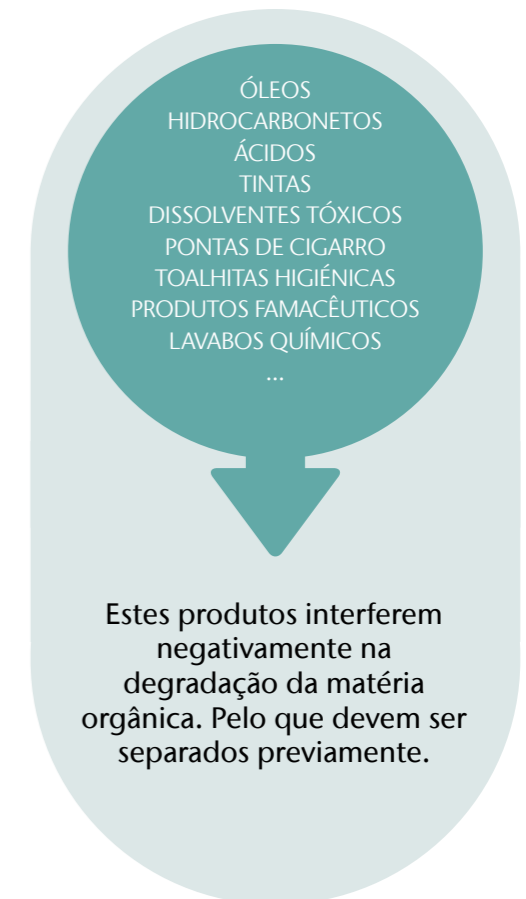 ÓLEOS
HIDROCARBONETOS
ÁCIDOS
TINTAS
DISSOLVENTES TÓXICOS
PONTAS DE CIGARRO
TOALHITAS HIGIÉNICAS
PRODUTOS FAMACÊUTICOS
LAVABOS QUÍMICOS
...
Estes produtos interferem
negativamente na
degradação da matéria
orgânica. Pelo que devem ser
separados previamente.